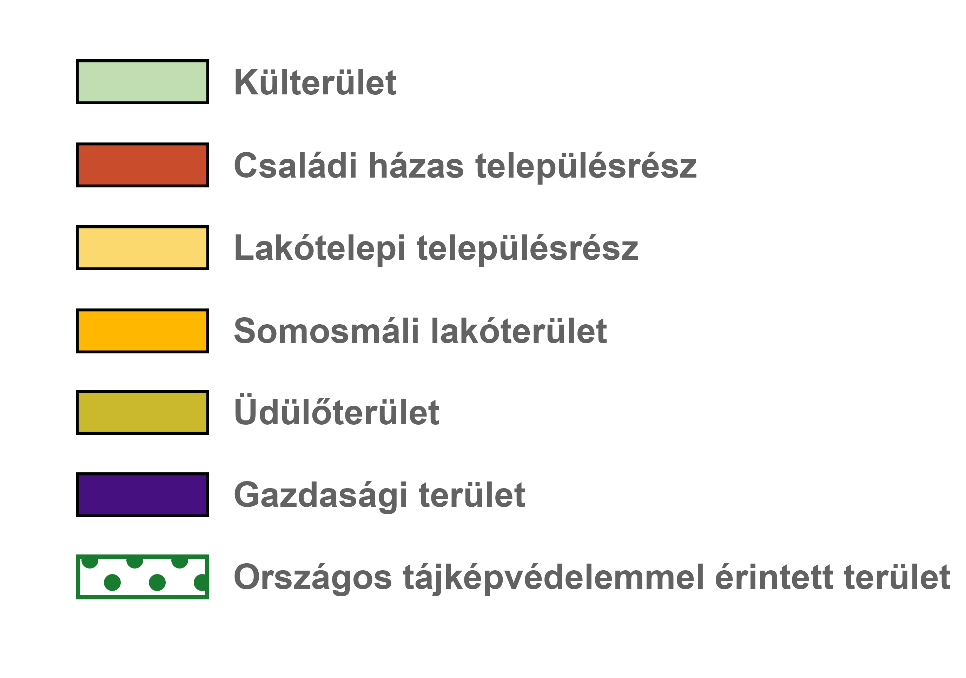 Külterület
Családi házas településrész
Lakótelepi településrész
Somosmáli lakóterület
Üdülőterület
Gazdasági terület
Országos tájképvédelemmel érintett terület